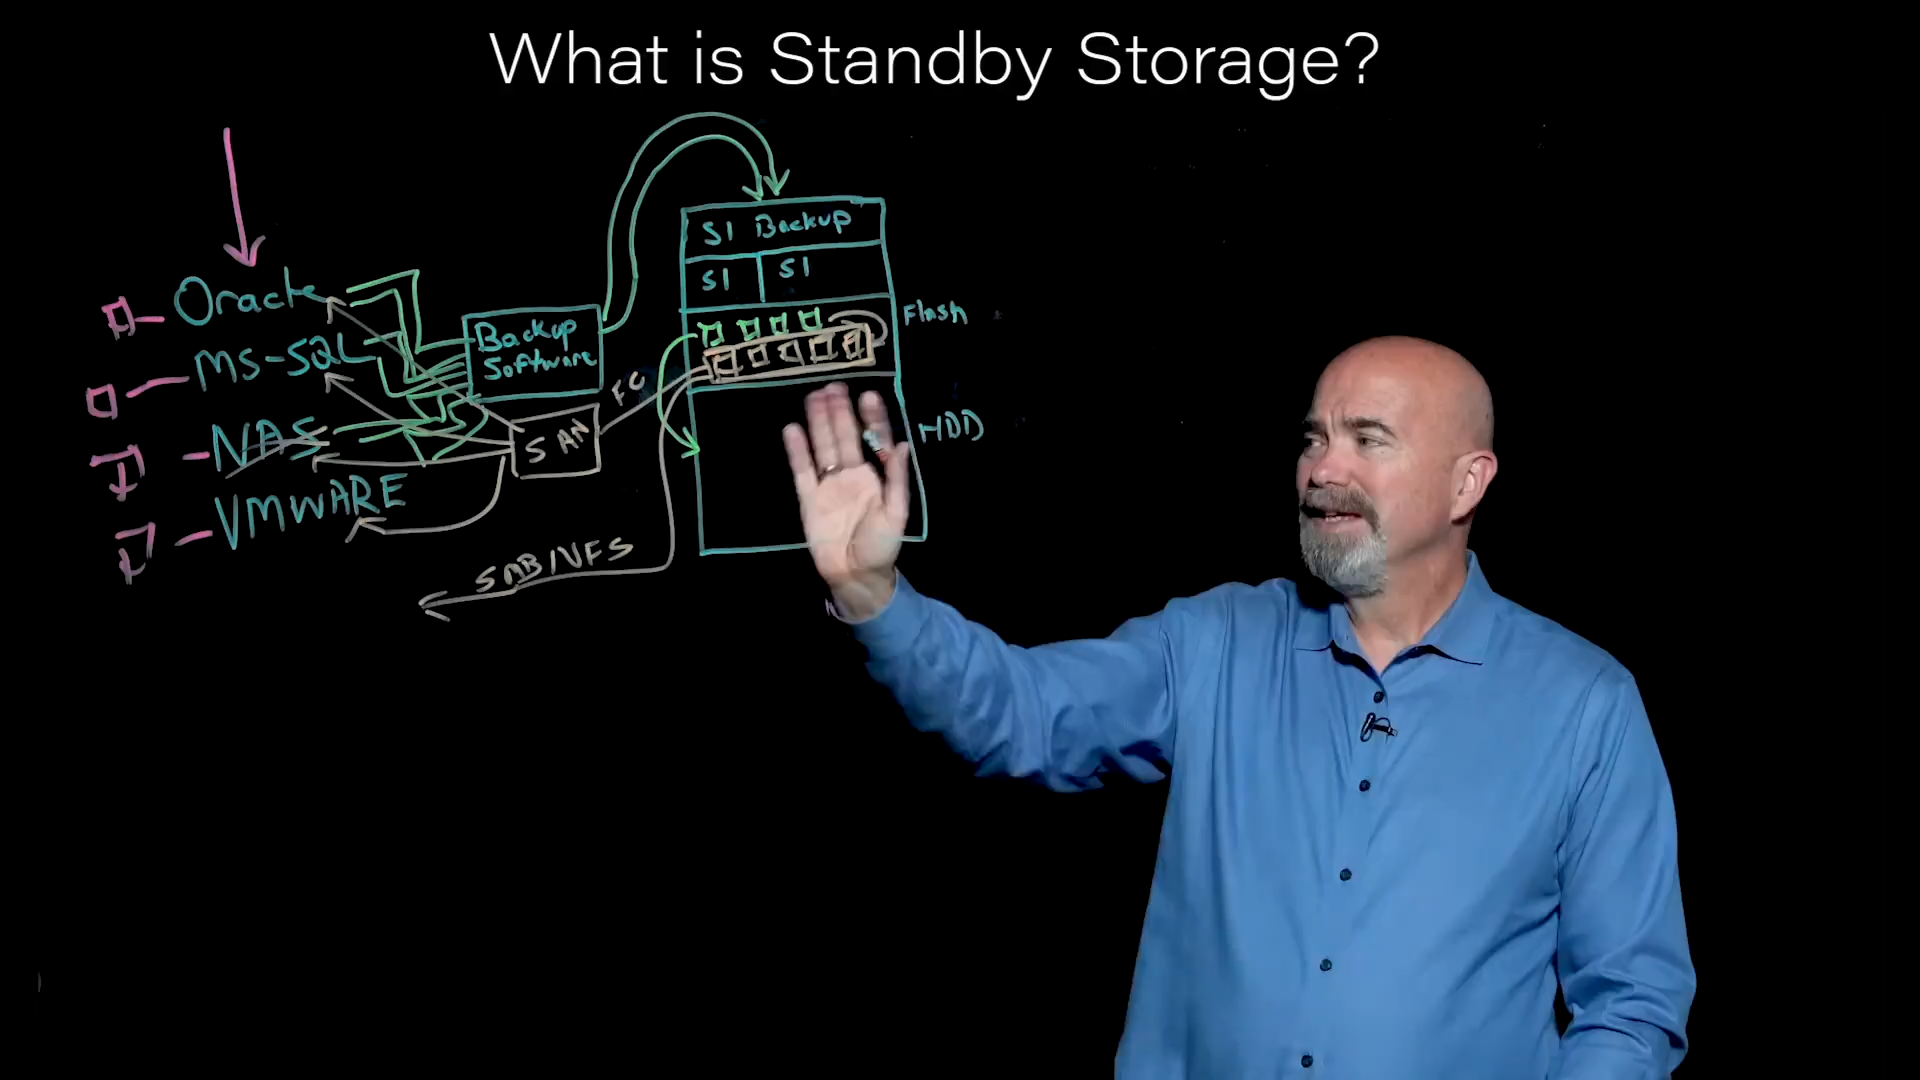 What is Standby Storage?
S1 Backup
S1 S1
Oracle
Flash
Backup
Software
MS-SQL
FC
HDD
NAS
SAN
VMWARE
SMB/NFS